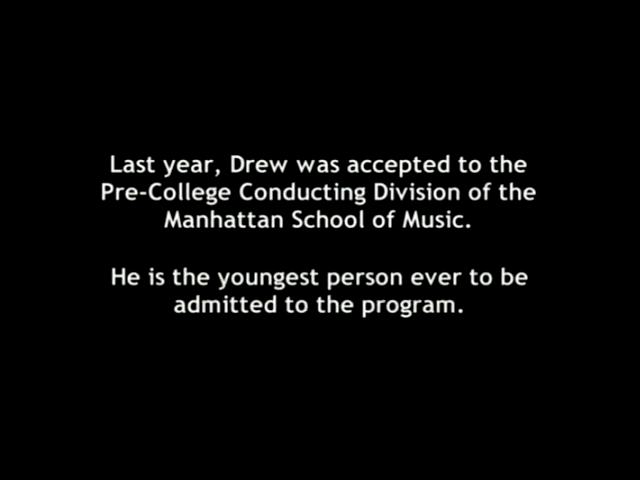 Last year, Drew was accepted to the
Pre-College Conducting Division of the
Manhattan School of Music.
He is the youngest person ever to be
admitted to the program.